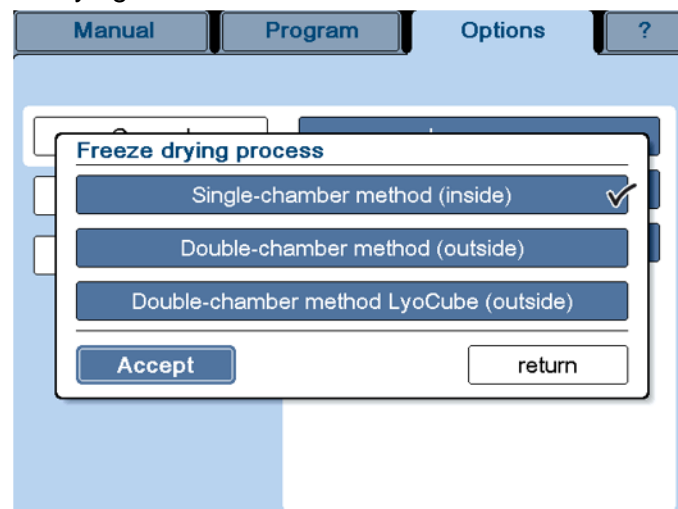 Manual Program Options ?
Freeze drying process
Single-chamber method (inside)
Double-chamber method (outside)
Double-chamber method LyoCube (outside)
Accept return